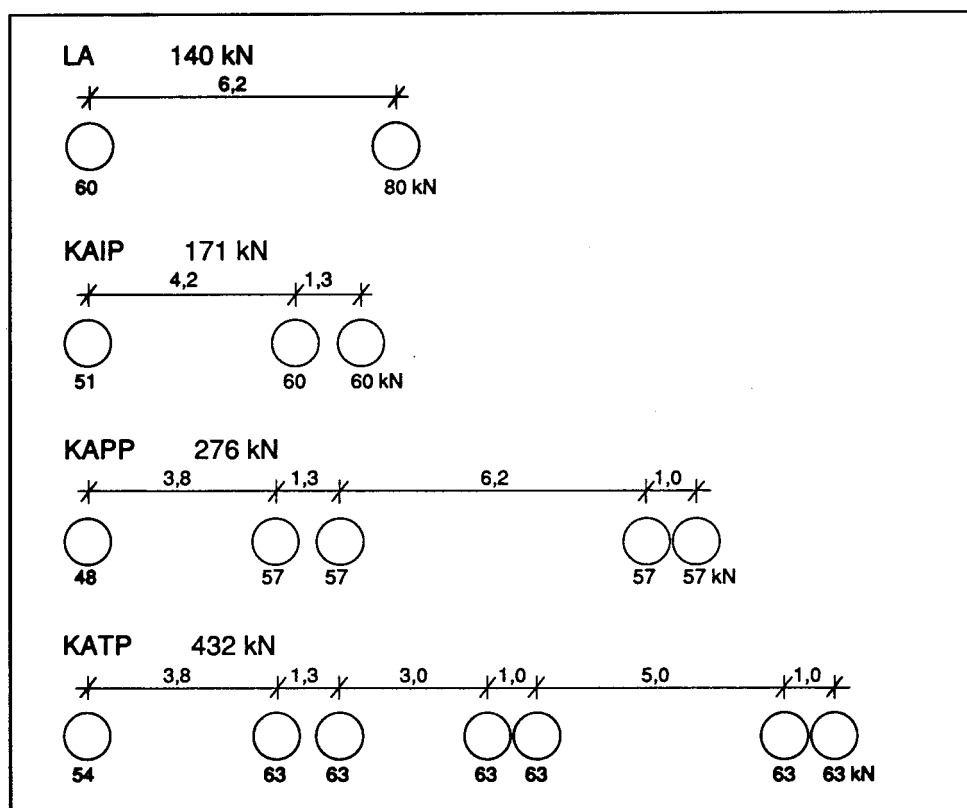 LA 140 kN
6,2
60 80 kN
KAIP 171 kN
4,2 1,3
51 60 60 kN
KAPP 276 kN
3,8 1,3 6,2 1,0
48 57 57 57 57 kN
KATP 432 kN
3,8 1,3 3,0 1,0 5,0 1,0
54 63 63 63 63 63 63 kN